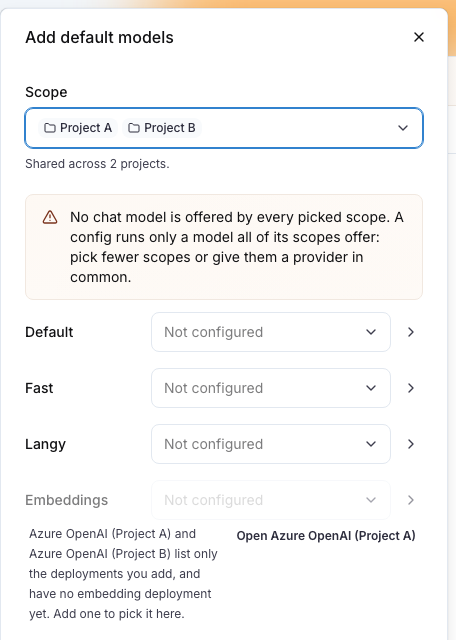 Add default models
Scope
Project A Project B
Shared across 2 projects.
No chat model is offered by every picked scope. A
config runs only a model all of its scopes offer:
pick fewer scopes or give them a provider in
common.
Default Not configured
Fast Not configured
Langy Not configured
Embeddings Not configured
Azure OpenAI (Project A) and
Azure OpenAI (Project B) list only
the deployments you add, and
have no embedding deployment
yet. Add one to pick it here.
Open Azure OpenAI (Project A)